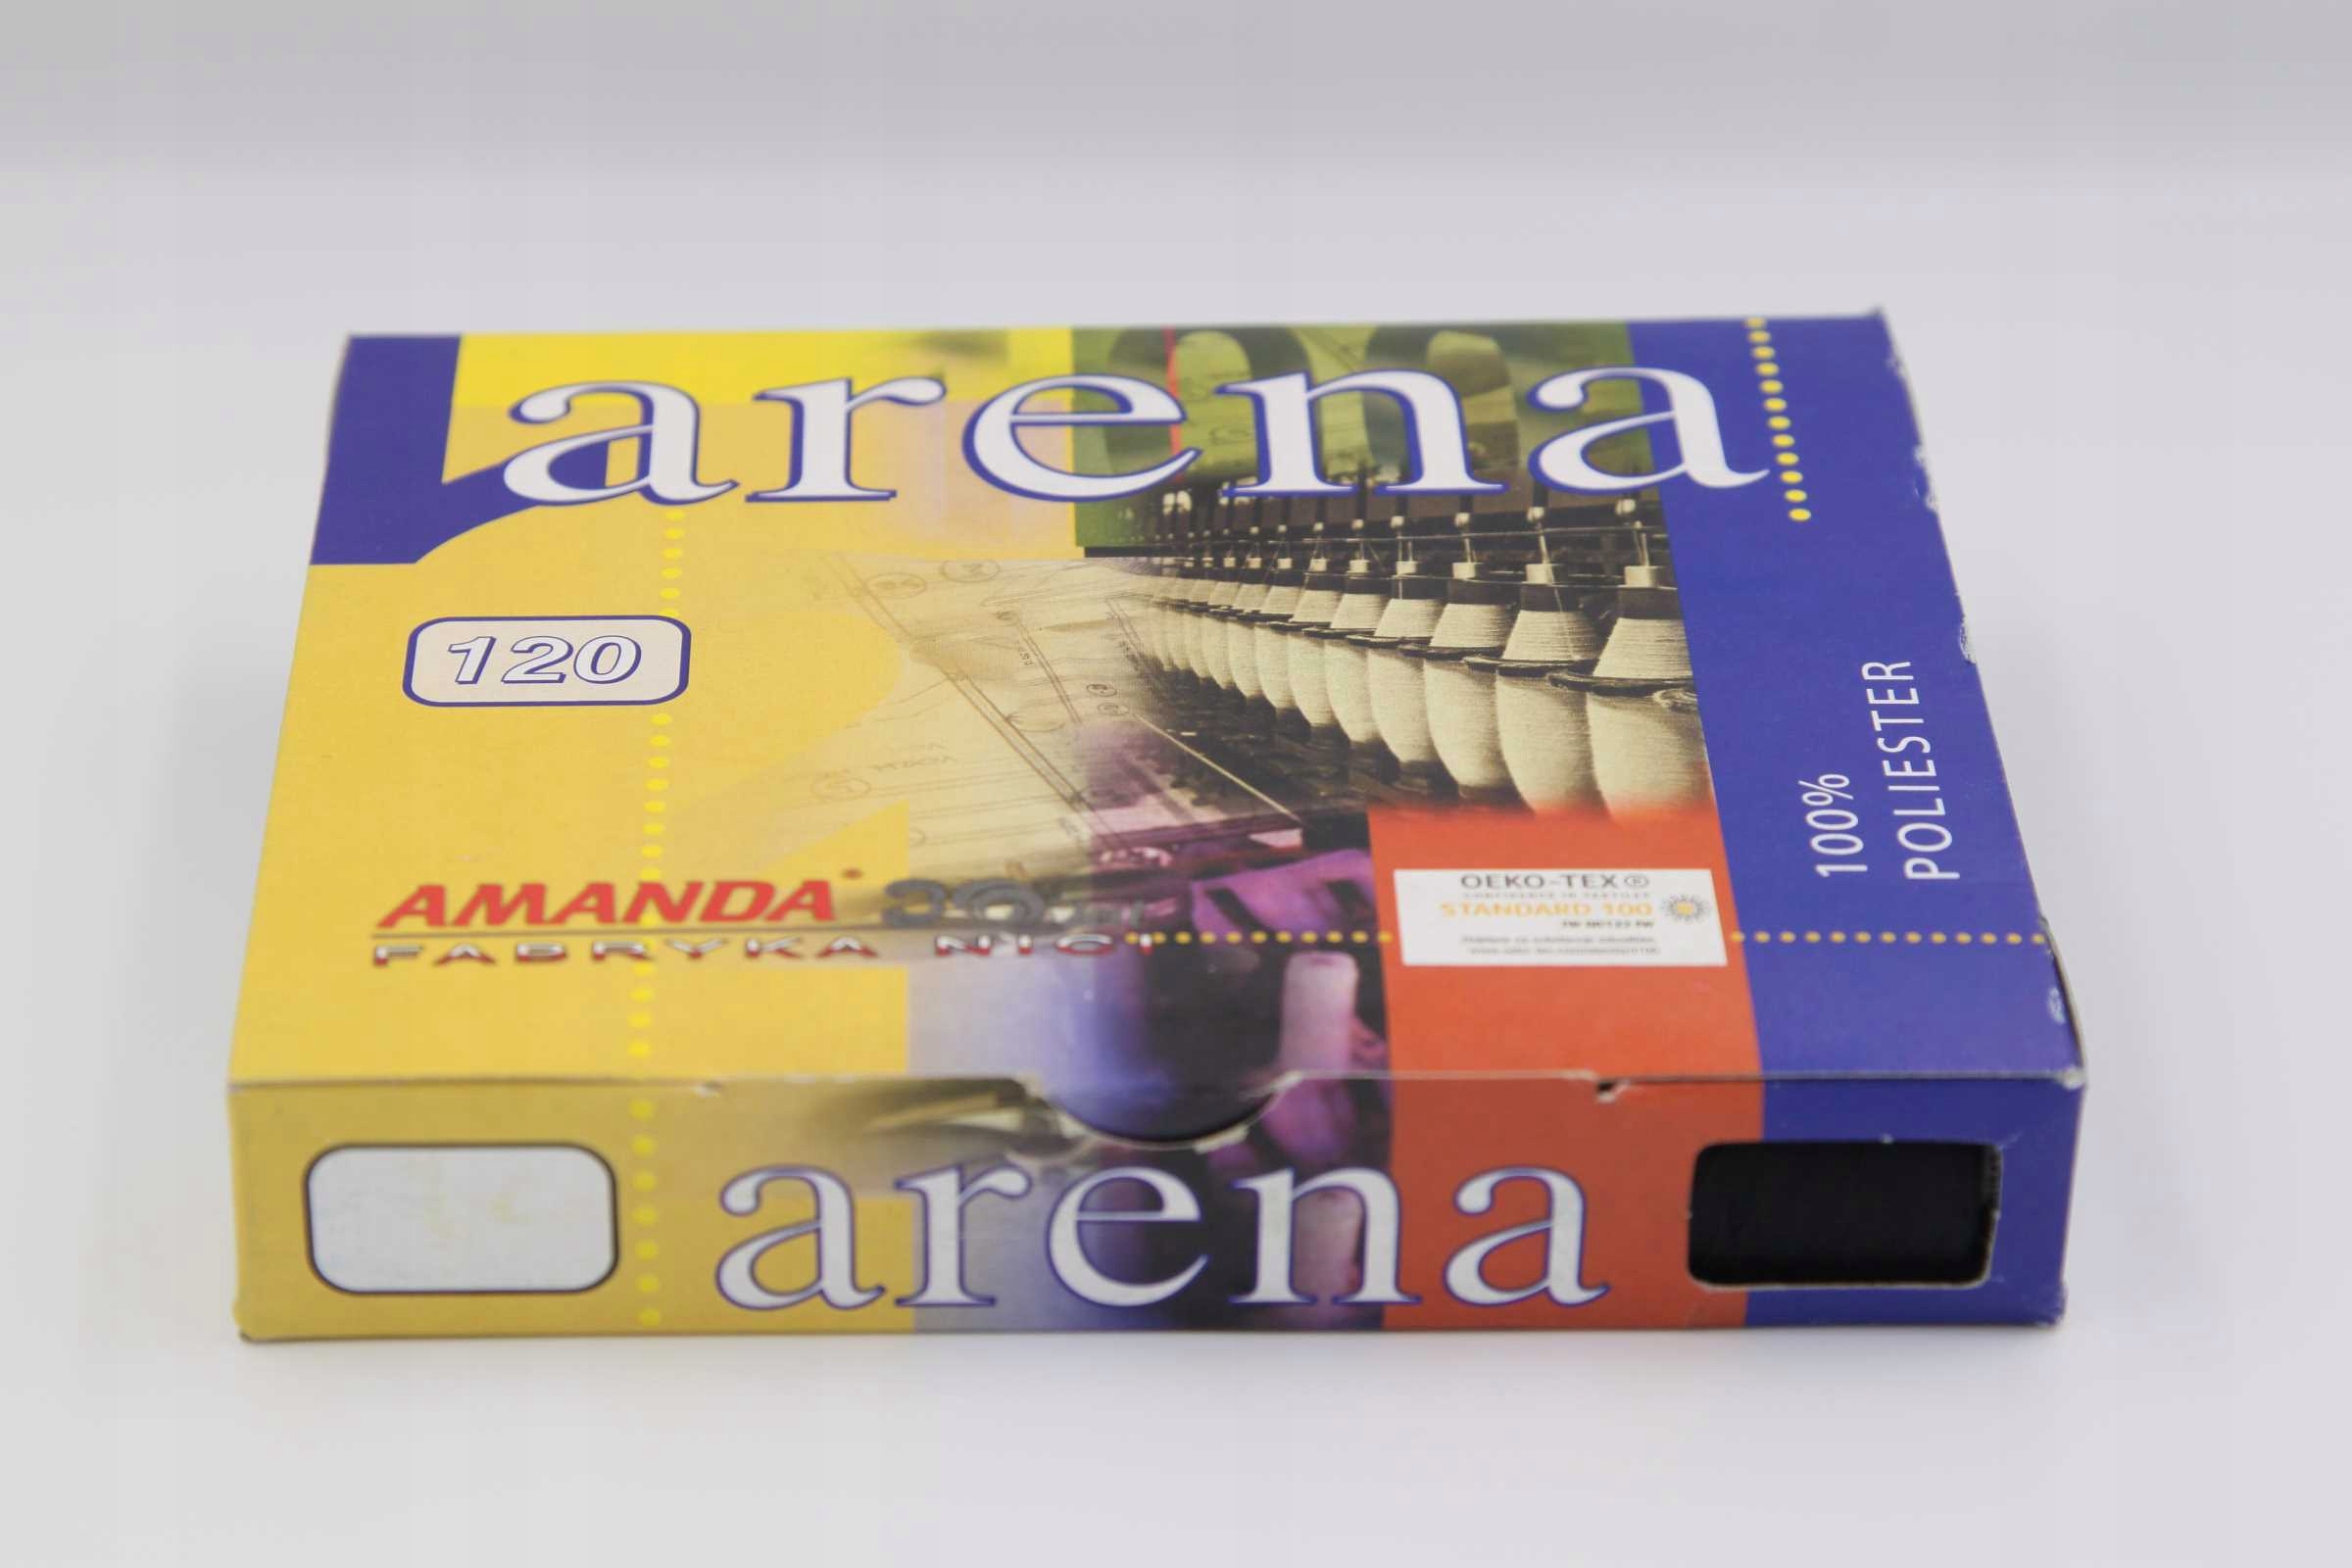 arena
120
100%
POLIESTER
AMANDA
FABRYKA NICI
OEKO-TEX®
STANDARD 100
arena